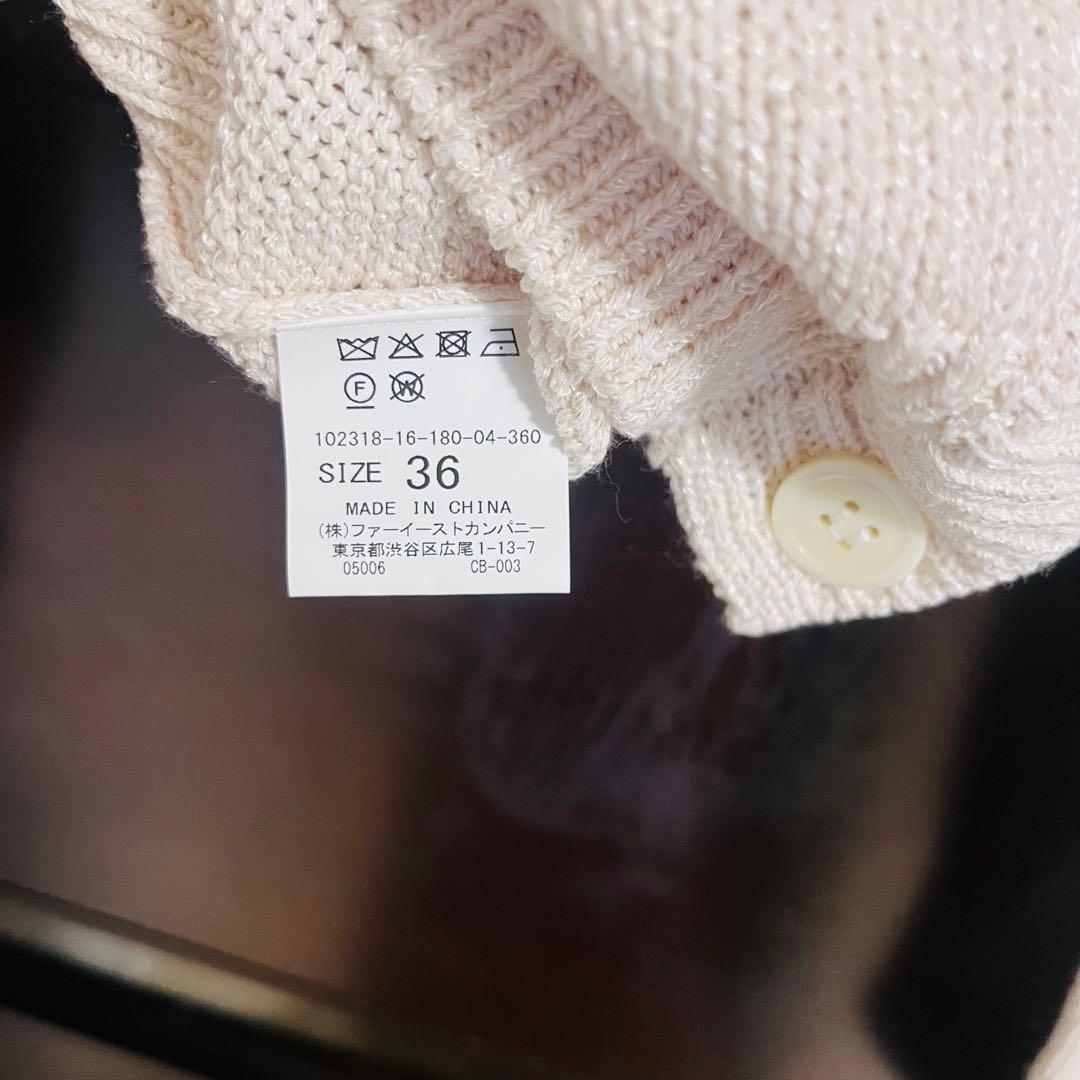 F W
102318-16-180-04-360
SIZE 36
MADE IN CHINA
(株)ファーイーストカンパニー
東京都渋谷区広尾1-13-7
05006 CB-003